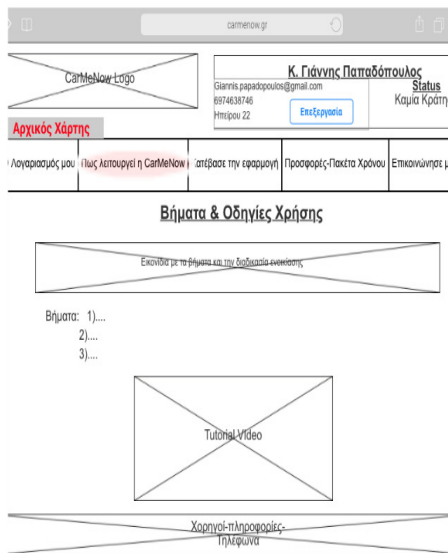 carmenow.gr
CarMeNow Logo
Κ. Γιάννης Παπαδόπουλος
Giannis.papadopoulos@gmail.com
6974638746
Ηπείρου 22
Επεξεργασία
Status
Καμία Κράτη
Αρχικός Χάρτης
Λογαριασμός μου
Πως λειτουργεί η CarMeNow
Κατέβασε την εφαρμογή
Προσφορές-Πακέτα Χρόνου
Επικοινώνησε μ
Βήματα & Οδηγίες Χρήσης
Εικονίδια με τα βήματα και την διαδικασία ενοικίασης
Βήματα: 1)....
2)....
3)....
Tutorial VIdeo
Χορηγοί-πληροφορίες-
Τηλέφωνα